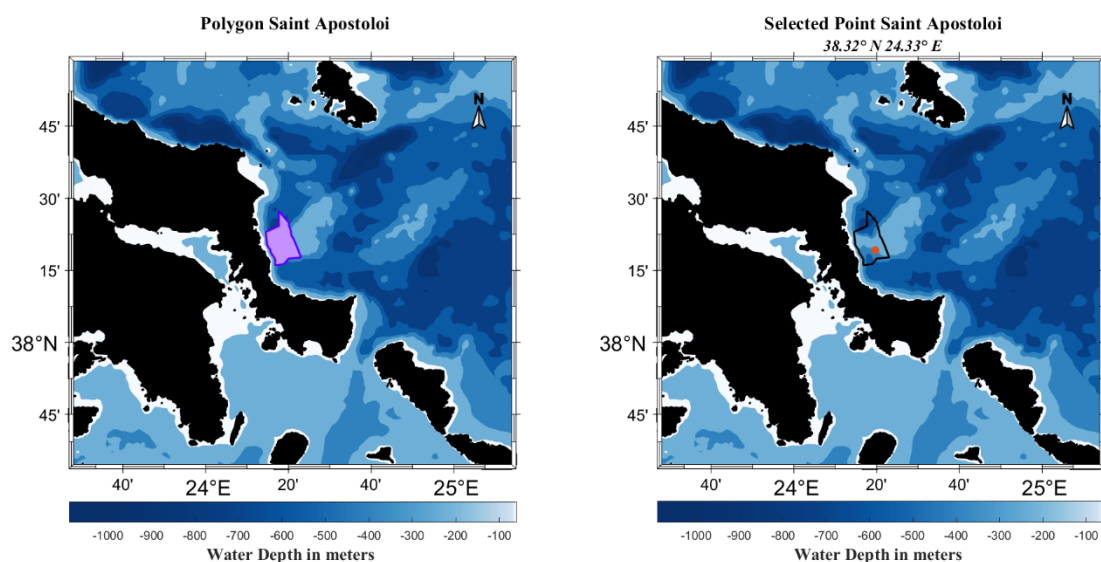 Polygon Saint Apostoloi
N
45'
30'
15'
38°N
45'
40'
24°E
20'
40'
25°E
-1000 -900 -800 -700 -600 -500 -400 -300 -200 -100
Water Depth in meters
Selected Point Saint Apostoloi
38.32° N 24.33° E
N
45'
30'
15'
38°N
45'
40'
24°E
20'
40'
25°E
-1000 -900 -800 -700 -600 -500 -400 -300 -200 -100
Water Depth in meters